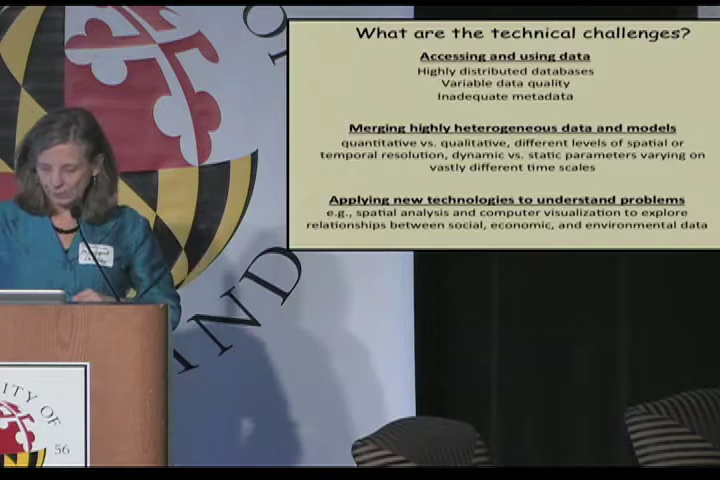 What are the technical challenges?
Accessing and using data
Highly distributed databases
Variable data quality
Inadequate metadata
Merging highly heterogeneous data and models
quantitative vs. qualitative, different levels of spatial or
temporal resolution, dynamic vs. static parameters varying on
vastly different time scales
Applying new technologies to understand problems
e.g., spatial analysis and computer visualization to explore
relationships between social, economic, and environmental data
ITY OF
56